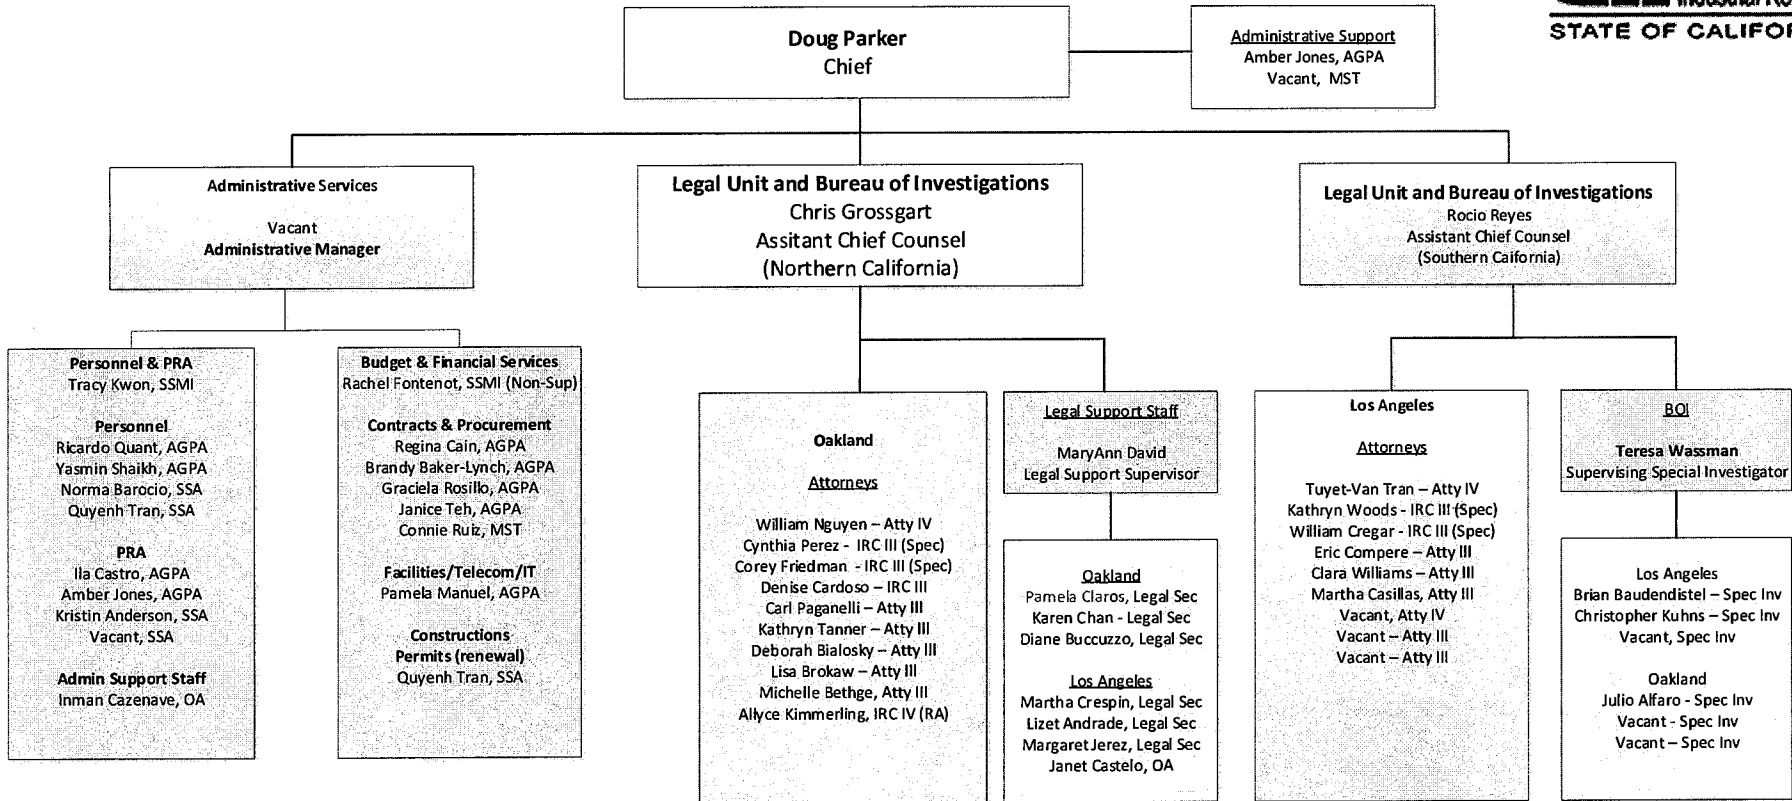 STATE OF CALIFOR
Doug Parker
Chief
Administrative Support
Amber Jones, AGPA
Vacant, MST
Administrative Services
Vacant
Administrative Manager
Legal Unit and Bureau of Investigations
Chris Grossgart
Assitant Chief Counsel
(Northern California)
Legal Unit and Bureau of Investigations
Rocio Reyes
Assistant Chief Counsel
(Southern Caifornia)
Personnel & PRA
Tracy Kwon, SSMI
Personnel
Ricardo Quant, AGPA
Yasmin Shaikh, AGPA
Norma Barocio, SSA
Quyenh Tran, SSA
PRA
Ila Castro, AGPA
Amber Jones, AGPA
Kristin Anderson, SSA
Vacant, SSA
Admin Support Staff
Inman Cazenave, OA
Budget & Financial Services
Rachel Fontenot, SSMI (Non-Sup)
Contracts & Procurement
Regina Cain, AGPA
Brandy Baker-Lynch, AGPA
Graciela Rosillo, AGPA
Janice Teh, AGPA
Connie Ruiz, MST
Facilities/Telecom/IT
Pamela Manuel, AGPA
Constructions
Permits (renewal)
Quyenh Tran, SSA
Oakland
Attorneys
William Nguyen – Atty IV
Cynthia Perez - IRC III (Spec)
Corey Friedman - IRC III (Spec)
Denise Cardoso – IRC III
Carl Paganelli – Atty III
Kathryn Tanner – Atty III
Deborah Bialosky – Atty III
Lisa Brokaw – Atty III
Michelle Bethge, Atty III
Allyce Kimmerling, IRC IV (RA)
Legal Support Staff
MaryAnn David
Legal Support Supervisor
Oakland
Pamela Claros, Legal Sec
Karen Chan - Legal Sec
Diane Buccuzzo, Legal Sec
Los Angeles
Martha Crespin, Legal Sec
Lizet Andrade, Legal Sec
Margaret Jerez, Legal Sec
Janet Castelo, OA
Los Angeles
Attorneys
Tuyet-Van Tran – Atty IV
Kathryn Woods - IRC III (Spec)
William Cregar - IRC III (Spec)
Eric Compere – Atty III
Clara Williams – Atty III
Martha Casillas, Atty III
Vacant, Atty IV
Vacant – Atty III
Vacant – Atty III
BOI
Teresa Wassman
Supervising Special Investigator
Los Angeles
Brian Baudendistel – Spec Inv
Christopher Kuhns – Spec Inv
Vacant, Spec Inv
Oakland
Julio Alfaro - Spec Inv
Vacant - Spec Inv
Vacant – Spec Inv